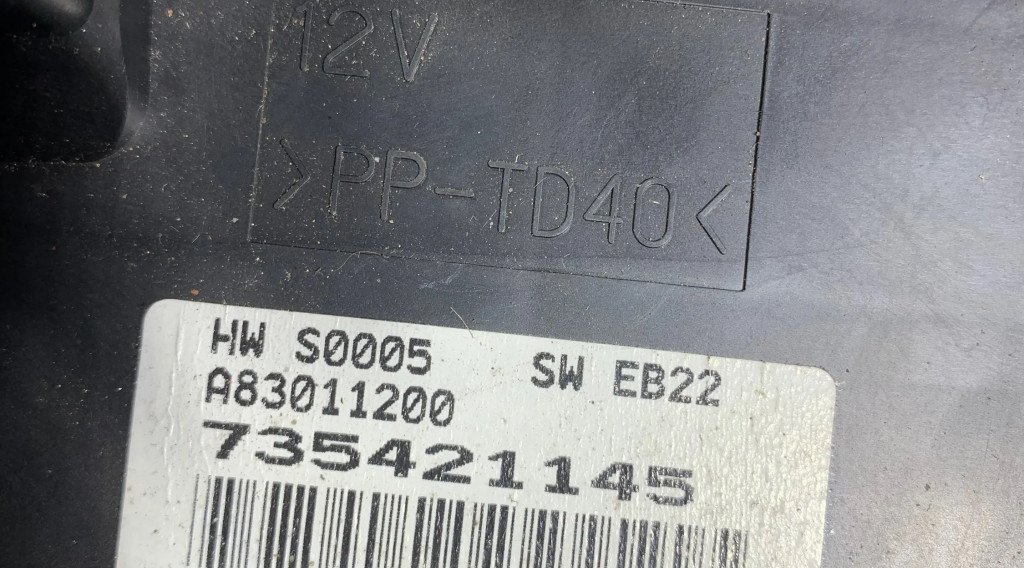 12V
>PP-TD40<
HW S0005 SW EB22
A83011200
735421145